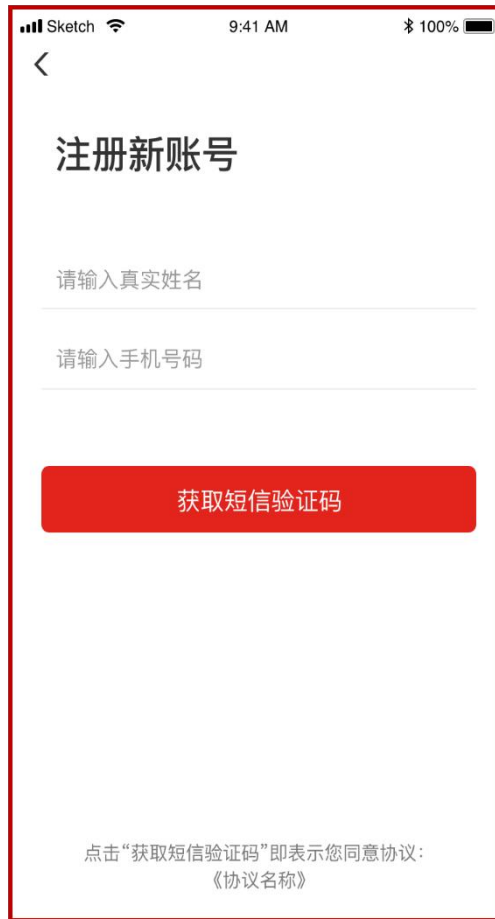 Sketch 9:41 AM 100%
注册新账号
请输入真实姓名
请输入手机号码
获取短信验证码
点击“获取短信验证码”即表示您同意协议：
《协议名称》